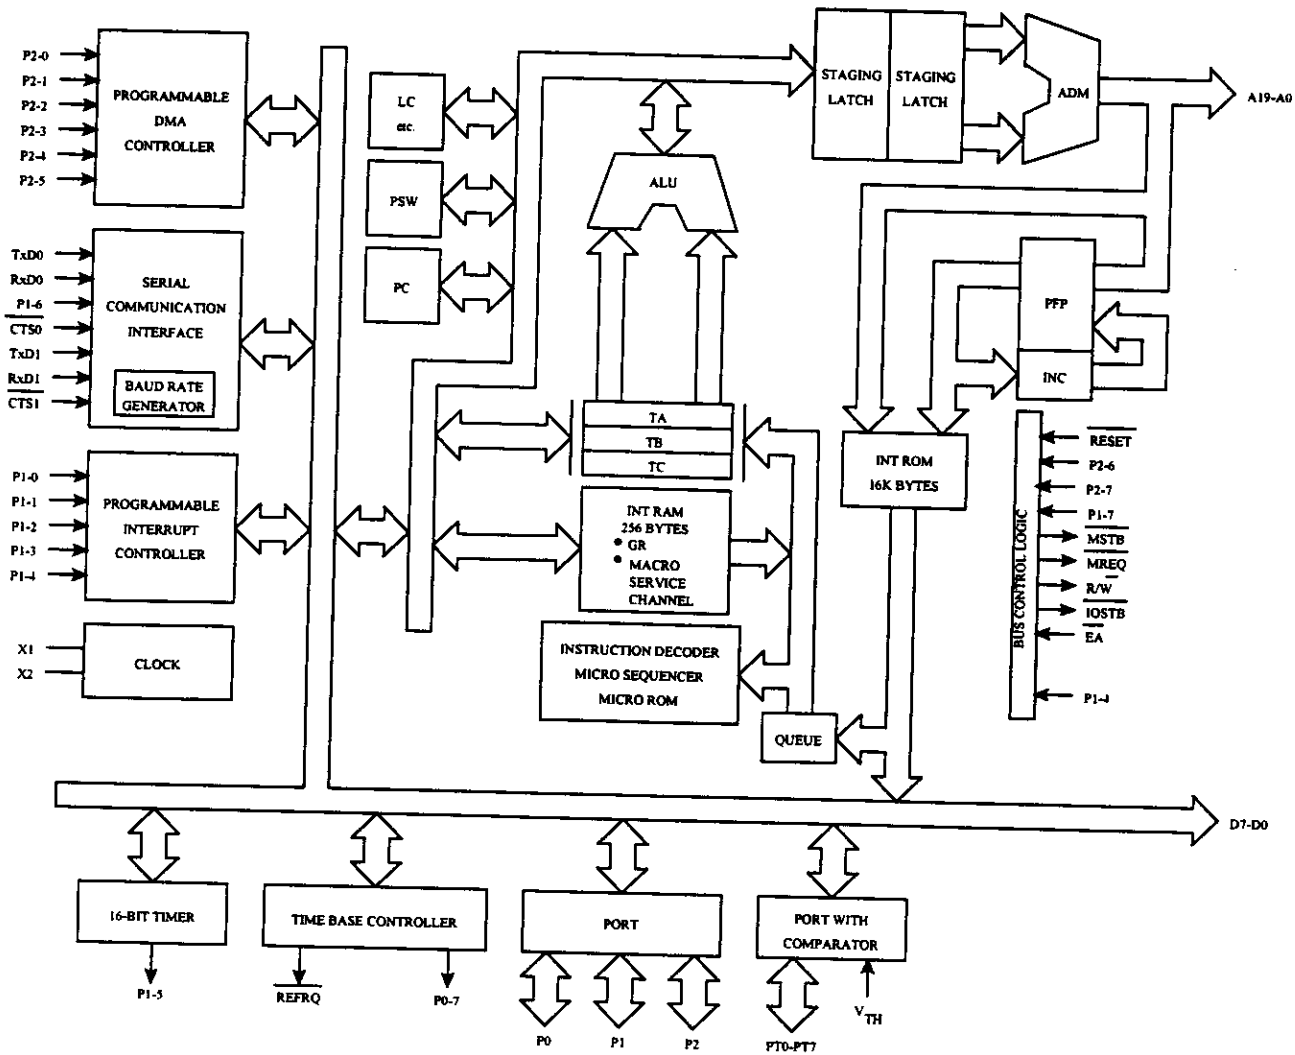 P2-0
P2-1
P2-2
P2-3
P2-4
P2-5
PROGRAMMABLE
DMA
CONTROLLER
LC
etc.
PSW
PC
STAGING
LATCH
STAGING
LATCH
ADM
A19-A0
ALU
TxD0
RxD0
P1-6
CTS0
TxD1
RxD1
CTS1
SERIAL
COMMUNICATION
INTERFACE
BAUD RATE
GENERATOR
PFP
INC
TA
TB
TC
INT ROM
16K BYTES
P1-0
P1-1
P1-2
P1-3
P1-4
PROGRAMMABLE
INTERRUPT
CONTROLLER
INT RAM
256 BYTES
• GR
• MACRO
SERVICE
CHANNEL
BUS CONTROL LOGIC
RESET
P2-6
P2-7
P1-7
MSTB
MREQ
R/W
IOSTB
EA
P1-4
X1
X2
CLOCK
INSTRUCTION DECODER
MICRO SEQUENCER
MICRO ROM
QUEUE
D7-D0
16-BIT TIMER
P1-5
TIME BASE CONTROLLER
REFRQ
P0-7
PORT
P0
P1
P2
PORT WITH
COMPARATOR
PT0-PT7
VTH